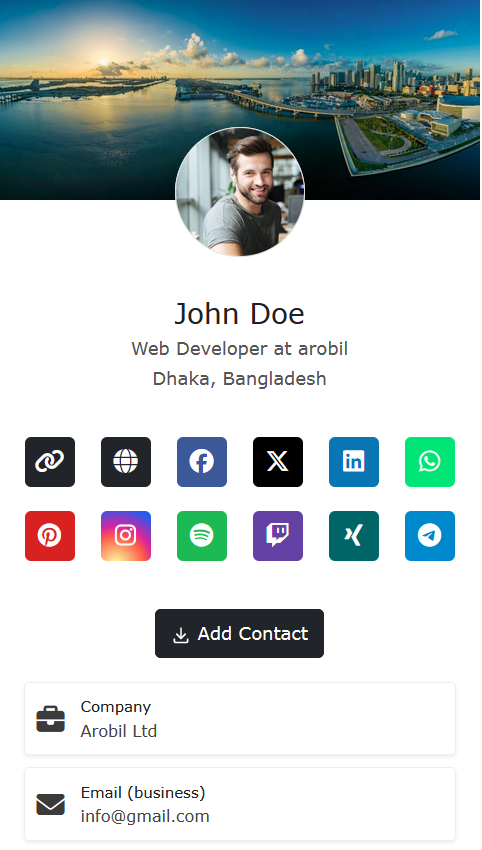 John Doe
Web Developer at arobil
Dhaka, Bangladesh
Add Contact
Company
Arobil Ltd
Email (business)
info@gmail.com